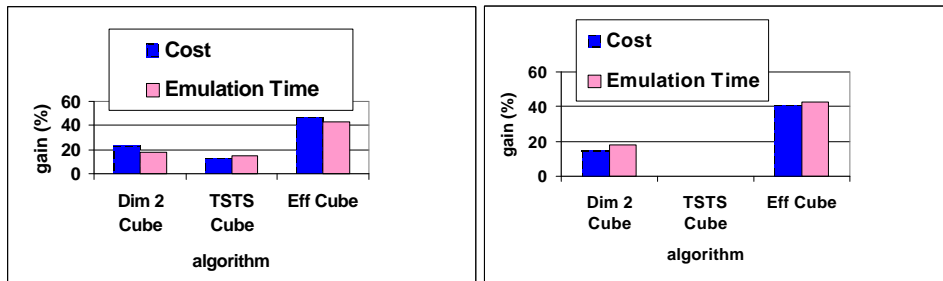 Cost
Emulation Time
60
40
20
0
gain (%)
Dim 2 Cube
TSTS Cube
Eff Cube
algorithm
Cost
Emulation Time
60
40
20
0
gain (%)
Dim 2 Cube
TSTS Cube
Eff Cube
algorithm